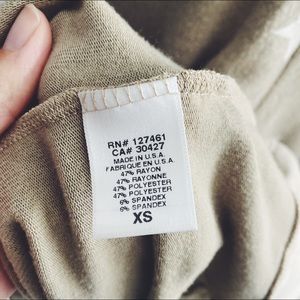 RN# 127461
CA# 30427
MADE IN U.S.A.
FABRIQUE EN U.S.A
47% RAYON
47% RAYONNE
47% POLYESTER
47% POLYESTER
6% SPANDEX
6% SPANDEX
XS